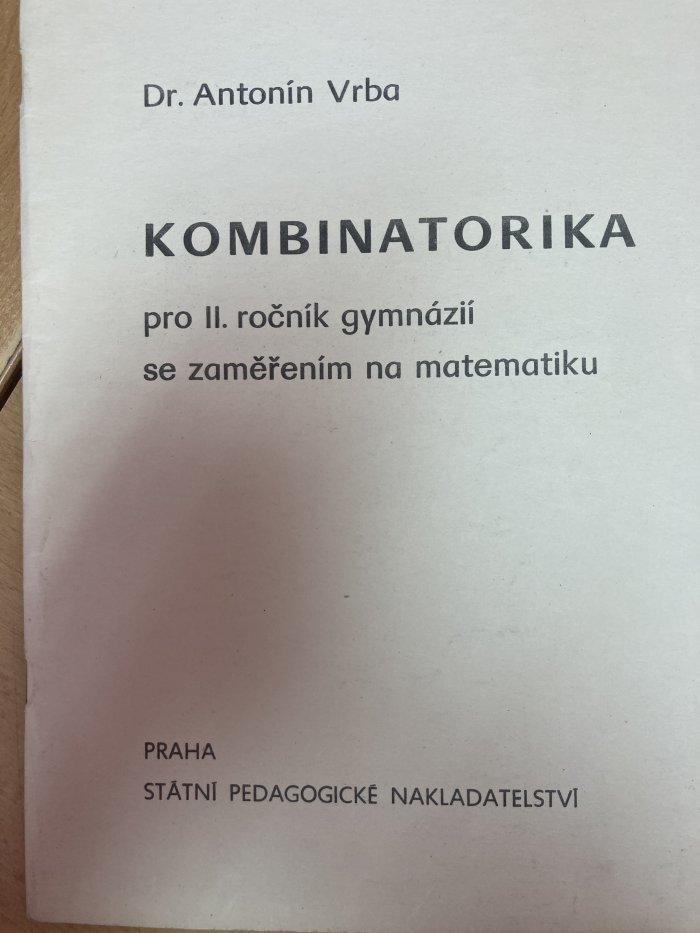 Dr. Antonín Vrba
KOMBINATORIKA
pro II. ročník gymnázií
se zaměřením na matematiku
PRAHA
STÁTNÍ PEDAGOGICKÉ NAKLADATELSTVÍ